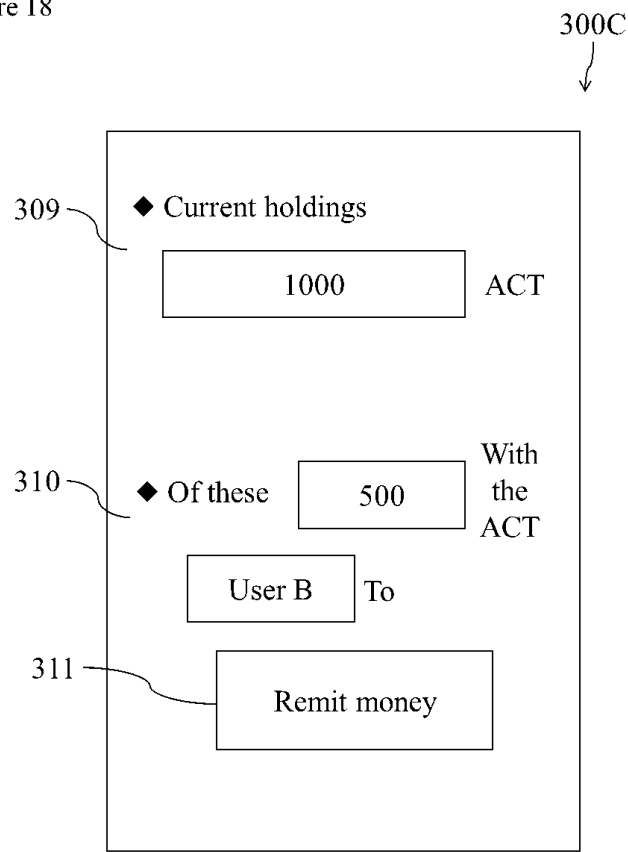 re 18
300C
309
◆ Current holdings
1000 ACT
310
◆ Of these 500 With
the
ACT
User B To
311
Remit money